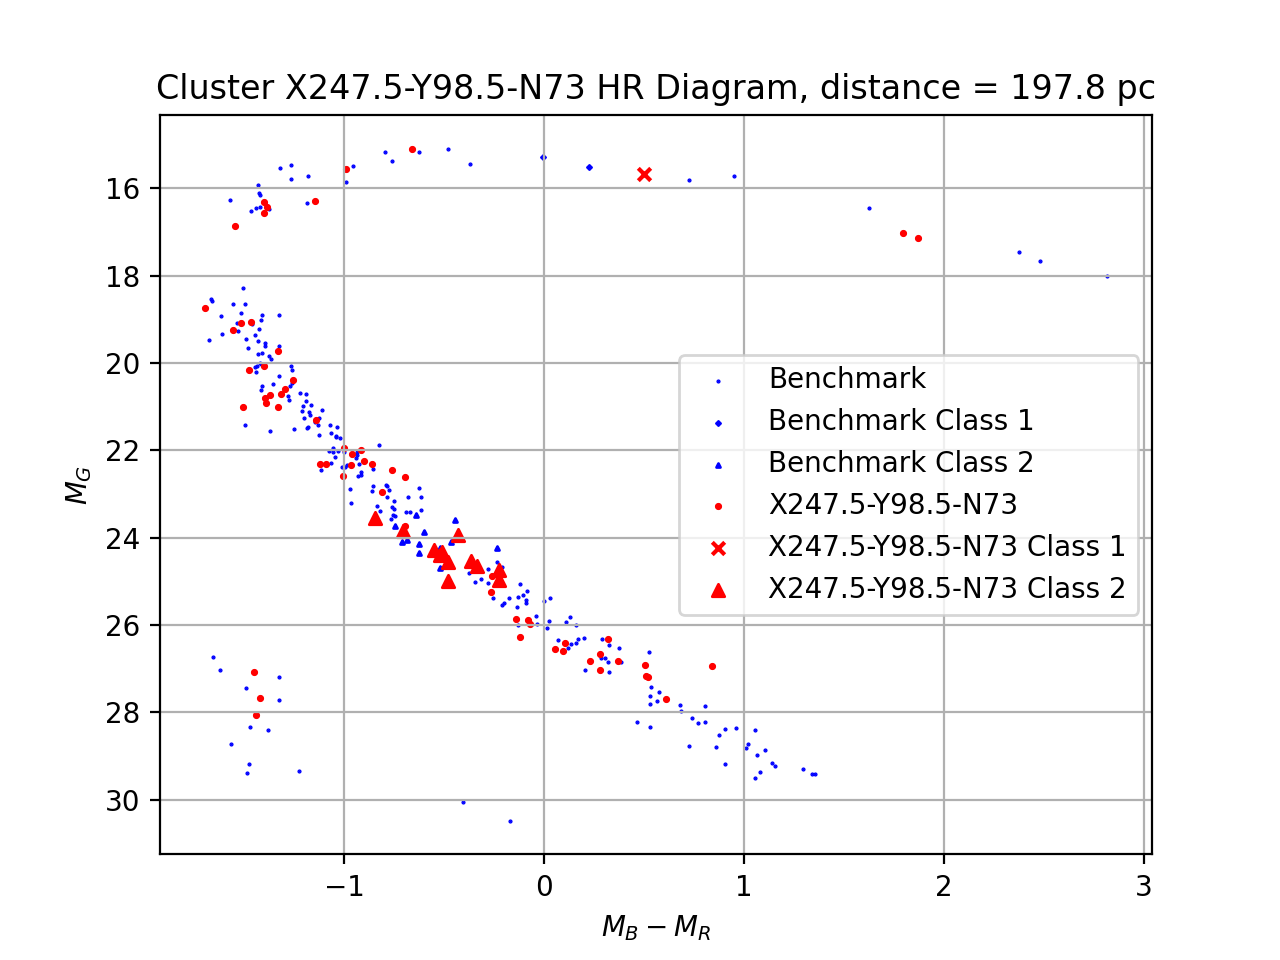 Cluster X247.5-Y98.5-N73 HR Diagram, distance = 197.8 pc
16
18
20
22
24
26
28
30
M_G
Benchmark
Benchmark Class 1
Benchmark Class 2
X247.5-Y98.5-N73
X247.5-Y98.5-N73 Class 1
X247.5-Y98.5-N73 Class 2
−1 0 1 2 3
M_B − M_R